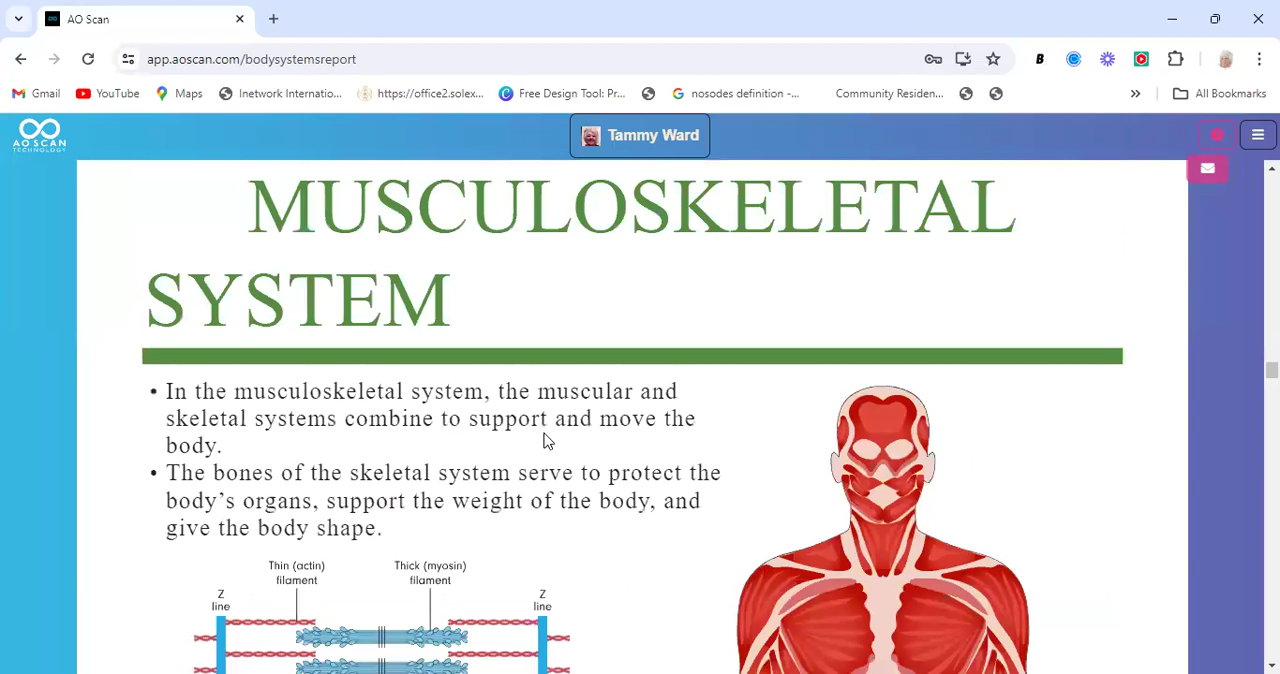 AO Scan
app.aoscan.com/bodysystemsreport
B
Gmail
YouTube
Maps
Inetwork Internatio...
https://office2.solex...
Free Design Tool: Pr...
nosodes definition -...
Community Residen...
All Bookmarks
AO SCAN
TECHNOLOGY
Tammy Ward
MUSCULOSKELETAL
SYSTEM
• In the musculoskeletal system, the muscular and
skeletal systems combine to support and move the
body.
• The bones of the skeletal system serve to protect the
body’s organs, support the weight of the body, and
give the body shape.
Thin (actin)
filament
Thick (myosin)
filament
Z
line
Z
line